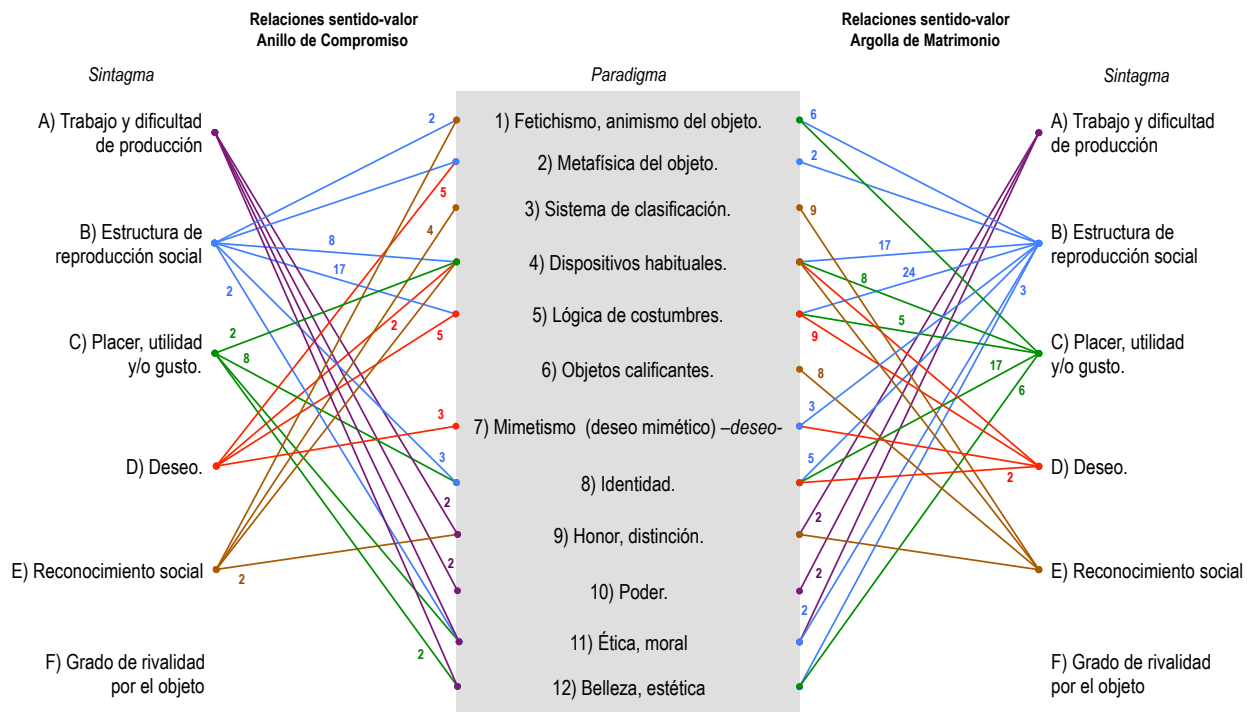 Relaciones sentido-valor
Anillo de Compromiso
Relaciones sentido-valor
Argolla de Matrimonio
Sintagma
Paradigma
Sintagma
A) Trabajo y dificultad
de producción
B) Estructura de
reproducción social
C) Placer, utilidad
y/o gusto.
D) Deseo.
E) Reconocimiento social
F) Grado de rivalidad
por el objeto
2
5
4
8
17
2
2
2
5
8
3
3
2
2
2
2
1) Fetichismo, animismo del objeto.
2) Metafísica del objeto.
3) Sistema de clasificación.
4) Dispositivos habituales.
5) Lógica de costumbres.
6) Objetos calificantes.
7) Mimetismo (deseo mimético) –deseo-
8) Identidad.
9) Honor, distinción.
10) Poder.
11) Ética, moral
12) Belleza, estética
6
2
9
17
24
8
3
5
9
17
8
6
3
5
2
2
2
2
A) Trabajo y dificultad
de producción
B) Estructura de
reproducción social
C) Placer, utilidad
y/o gusto.
D) Deseo.
E) Reconocimiento social
F) Grado de rivalidad
por el objeto